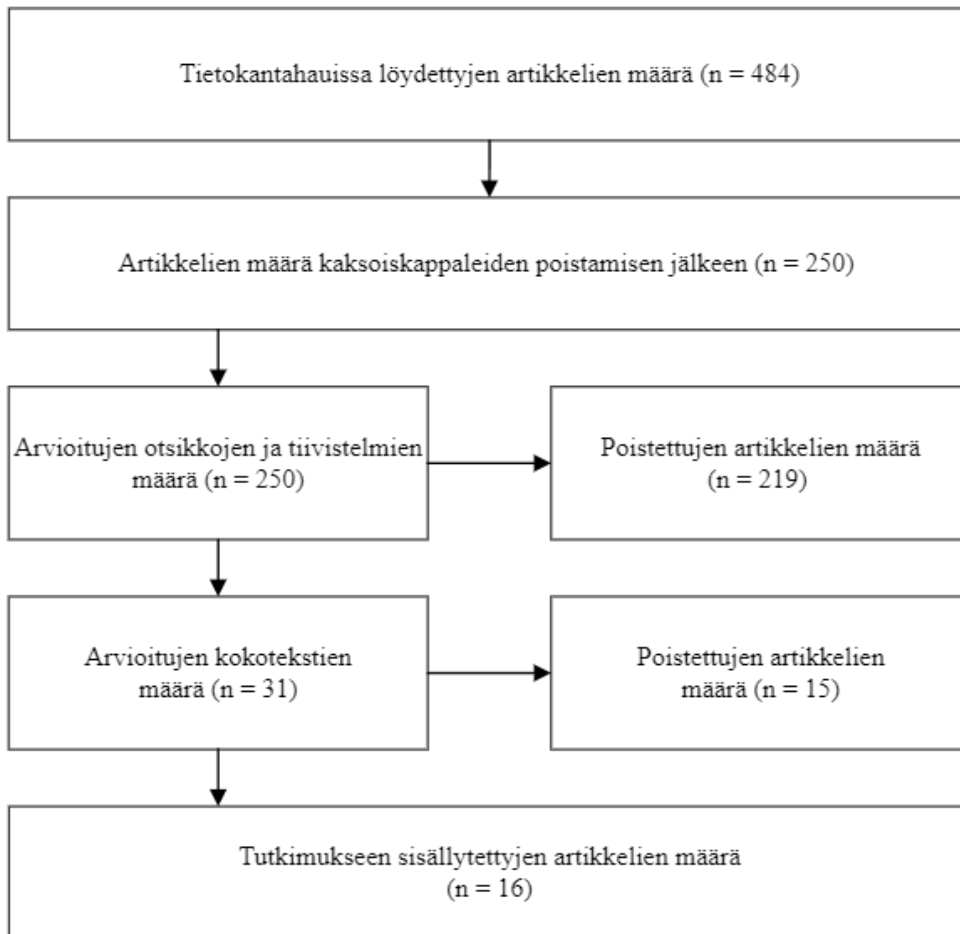 Tietokantahauissa löydettyjen artikkelien määrä (n = 484)
Artikkelien määrä kaksoiskappaleiden poistamisen jälkeen (n = 250)
Arvioitujen otsikkojen ja tiivistelmien
määrä (n = 250)
Poistettujen artikkelien määrä
(n = 219)
Arvioitujen kokotekstien
määrä (n = 31)
Poistettujen artikkelien
määrä (n = 15)
Tutkimukseen sisällytettyjen artikkelien määrä
(n = 16)